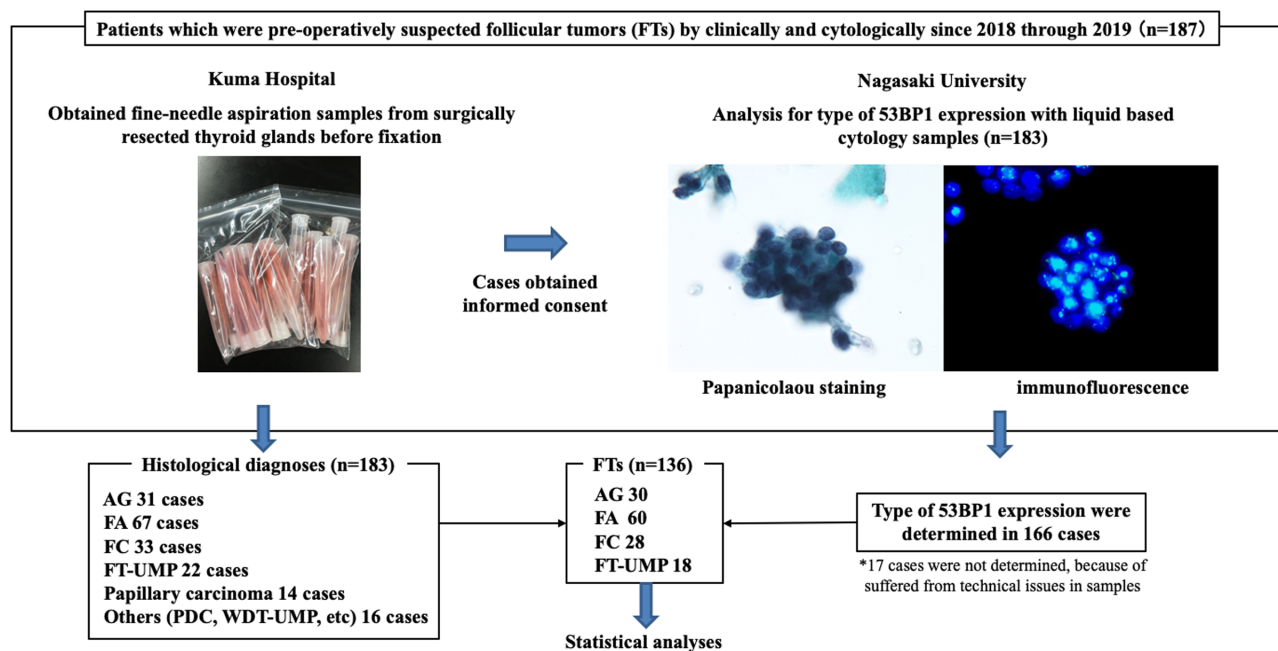 Patients which were pre-operatively suspected follicular tumors (FTs) by clinically and cytologically since 2018 through 2019 (n=187)
Kuma Hospital
Obtained fine-needle aspiration samples from surgically
resected thyroid glands before fixation
Cases obtained
informed consent
Nagasaki University
Analysis for type of 53BP1 expression with liquid based
cytology samples (n=183)
Papanicolaou staining
immunofluorescence
Histological diagnoses (n=183)
AG 31 cases
FA 67 cases
FC 33 cases
FT-UMP 22 cases
Papillary carcinoma 14 cases
Others (PDC, WDT-UMP, etc) 16 cases
FTs (n=136)
AG 30
FA 60
FC 28
FT-UMP 18
Statistical analyses
Type of 53BP1 expression were
determined in 166 cases
*17 cases were not determined, because of
suffered from technical issues in samples